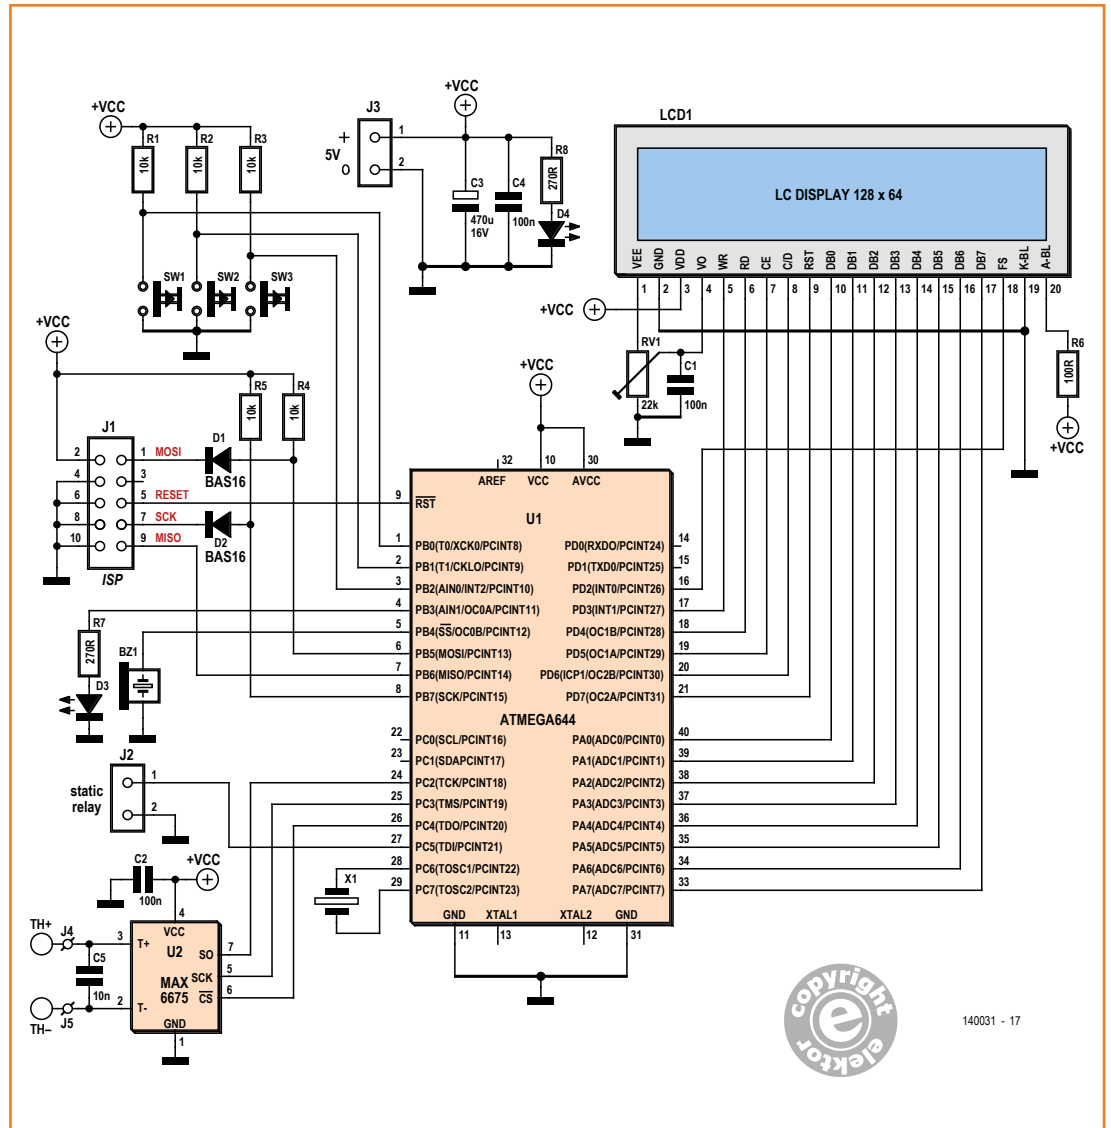 +VCC
R1
R2
R3
10k
10k
10k
SW1
SW2
SW3
J3
+
5V
O
1
2
+VCC
C3
470u
16V
C4
100n
R8
270R
D4
LCD1
LC DISPLAY 128 x 64
VEE GND VDD VO WR RD CE C/D RST DB0 DB1 DB2 DB3 DB4 DB5 DB6 DB7 FS K-BL A-BL
1 2 3 4 5 6 7 8 9 10 11 12 13 14 15 16 17 18 19 20
+VCC
RV1
22k
C1
100n
R6
100R
+VCC
+VCC
R5
R4
10k
10k
J1
2 1 MOSI
4 3
6 5 RESET
8 7 SCK
10 9 MISO
ISP
D1
BAS16
D2
BAS16
R7
270R
D3
BZ1
+VCC
32 10 30
AREF VCC AVCC
U1
9 RST
1 PB0(T0/XCK0/PCINT8)
2 PB1(T1/CKLO/PCINT9)
3 PB2(AIN0/INT2/PCINT10)
4 PB3(AIN1/OC0A/PCINT11)
5 PB4(SS/OC0B/PCINT12)
6 PB5(MOSI/PCINT13)
7 PB6(MISO/PCINT14)
8 PB7(SCK/PCINT15)
PD0(RXDO/PCINT24) 14
PD1(TXD0/PCINT25) 15
PD2(INT0/PCINT26) 16
PD3(INT1/PCINT27) 17
PD4(OC1B/PCINT28) 18
PD5(OC1A/PCINT29) 19
PD6(ICP1/OC2B/PCINT30) 20
PD7(OC2A/PCINT31) 21
ATMEGA644
22 PC0(SCL/PCINT16)
23 PC1(SDAPCINT17)
24 PC2(TCK/PCINT18)
25 PC3(TMS/PCINT19)
26 PC4(TDO/PCINT20)
27 PC5(TDI/PCINT21)
28 PC6(TOSC1/PCINT22)
29 PC7(TOSC2/PCINT23)
PA0(ADC0/PCINT0) 40
PA1(ADC1/PCINT1) 39
PA2(ADC2/PCINT2) 38
PA3(ADC3/PCINT3) 37
PA4(ADC4/PCINT4) 36
PA5(ADC5/PCINT5) 35
PA6(ADC6/PCINT6) 34
PA7(ADC7/PCINT7) 33
GND XTAL1 XTAL2 GND
11 13 12 31
J2
static
relay
1
2
X1
C2
100n
+VCC
4
VCC
U2
MAX
6675
GND
1
TH+
J4
3
T+
C5
10n
TH–
J5
2
T-
SO 7
SCK 5
CS 6
copyright
e
elektor
140031 - 17